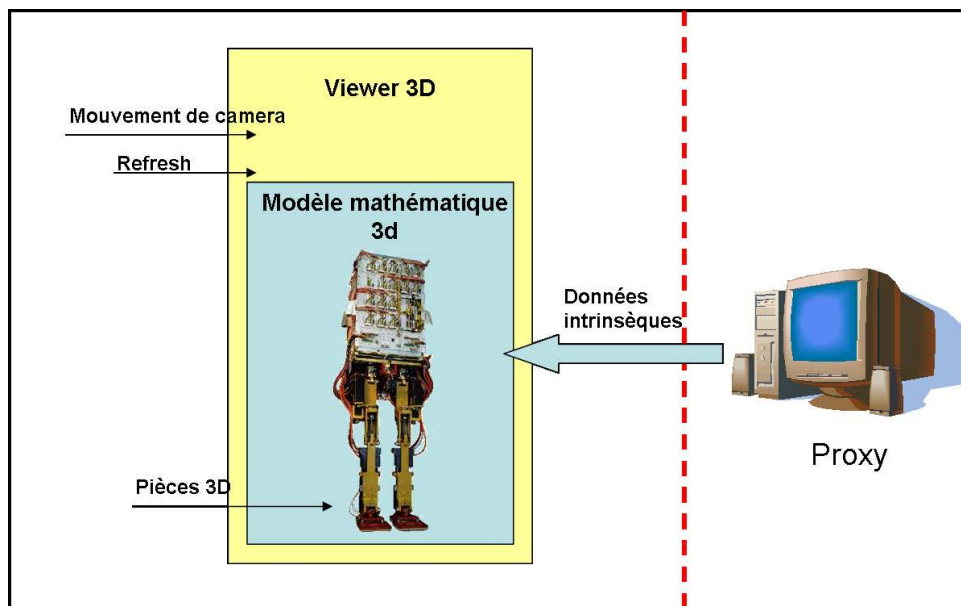 Viewer 3D
Mouvement de camera
Refresh
Modèle mathématique
3d
Données
intrinsèques
Pièces 3D
Proxy